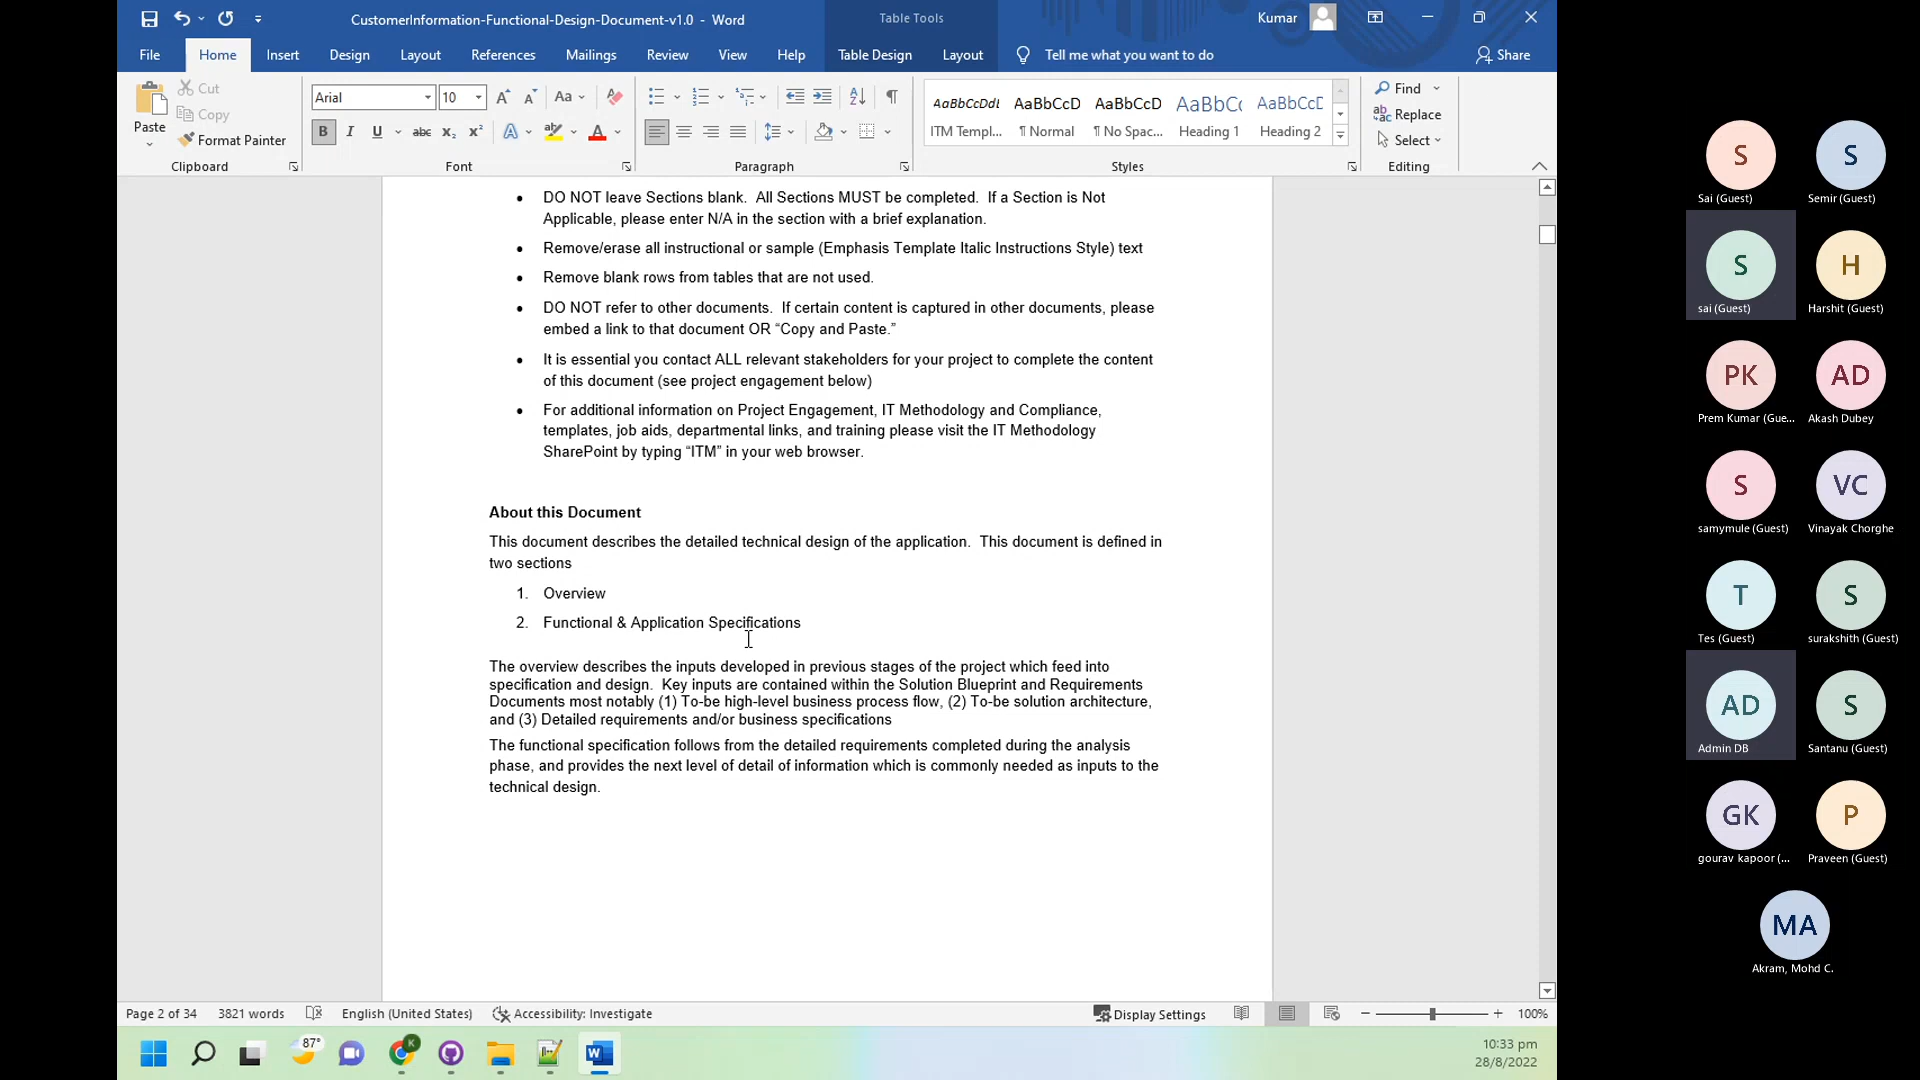 CustomerInformation-Functional-Design-Document-v1.0 - Word
Table Tools
Kumar
File
Home
Insert
Design
Layout
References
Mailings
Review
View
Help
Table Design
Layout
Tell me what you want to do
Share
Paste
Cut
Copy
Format Painter
Clipboard
Arial
10
Font
Paragraph
AaBbCcDdI
ITM Templ...
AaBbCcD
¶ Normal
AaBbCcD
¶ No Spac...
AaBbCc
Heading 1
AaBbCcE
Heading 2
Styles
Find
Replace
Select
Editing
• DO NOT leave Sections blank.  All Sections MUST be completed.  If a Section is Not
Applicable, please enter N/A in the section with a brief explanation.
• Remove/erase all instructional or sample (Emphasis Template Italic Instructions Style) text
• Remove blank rows from tables that are not used.
• DO NOT refer to other documents.  If certain content is captured in other documents, please
embed a link to that document OR “Copy and Paste.”
• It is essential you contact ALL relevant stakeholders for your project to complete the content
of this document (see project engagement below)
• For additional information on Project Engagement, IT Methodology and Compliance,
templates, job aids, departmental links, and training please visit the IT Methodology
SharePoint by typing “ITM” in your web browser.
About this Document
This document describes the detailed technical design of the application.  This document is defined in
two sections
1. Overview
2. Functional & Application Specifications
The overview describes the inputs developed in previous stages of the project which feed into
specification and design.  Key inputs are contained within the Solution Blueprint and Requirements
Documents most notably (1) To-be high-level business process flow, (2) To-be solution architecture,
and (3) Detailed requirements and/or business specifications
The functional specification follows from the detailed requirements completed during the analysis
phase, and provides the next level of detail of information which is commonly needed as inputs to the
technical design.
Page 2 of 34
3821 words
English (United States)
Accessibility: Investigate
Display Settings
100%
87°
10:33 pm
28/8/2022
S
Sai (Guest)
S
Semir (Guest)
S
sai (Guest)
H
Harshit (Guest)
PK
Prem Kumar (Gue...
AD
Akash Dubey
S
samymule (Guest)
VC
Vinayak Chorghe
T
Tes (Guest)
S
surakshith (Guest)
AD
Admin DB
S
Santanu (Guest)
GK
gourav kapoor (...
P
Praveen (Guest)
MA
Akram, Mohd C.